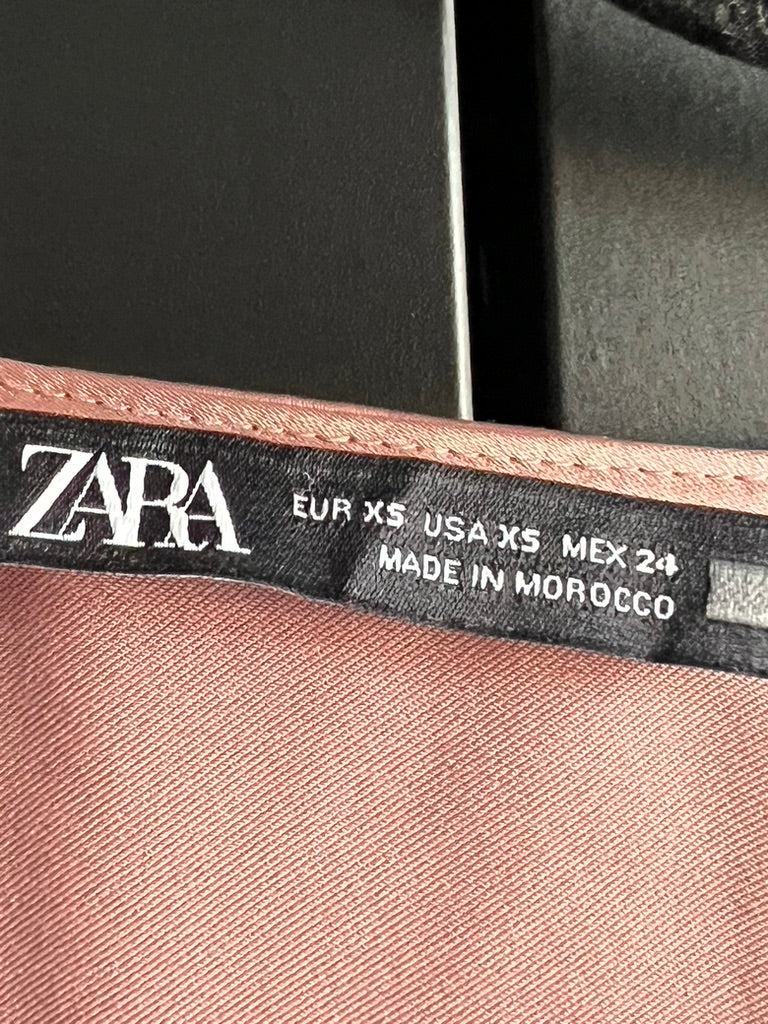 ZARA
EUR XS USA XS MEX 24
MADE IN MOROCCO